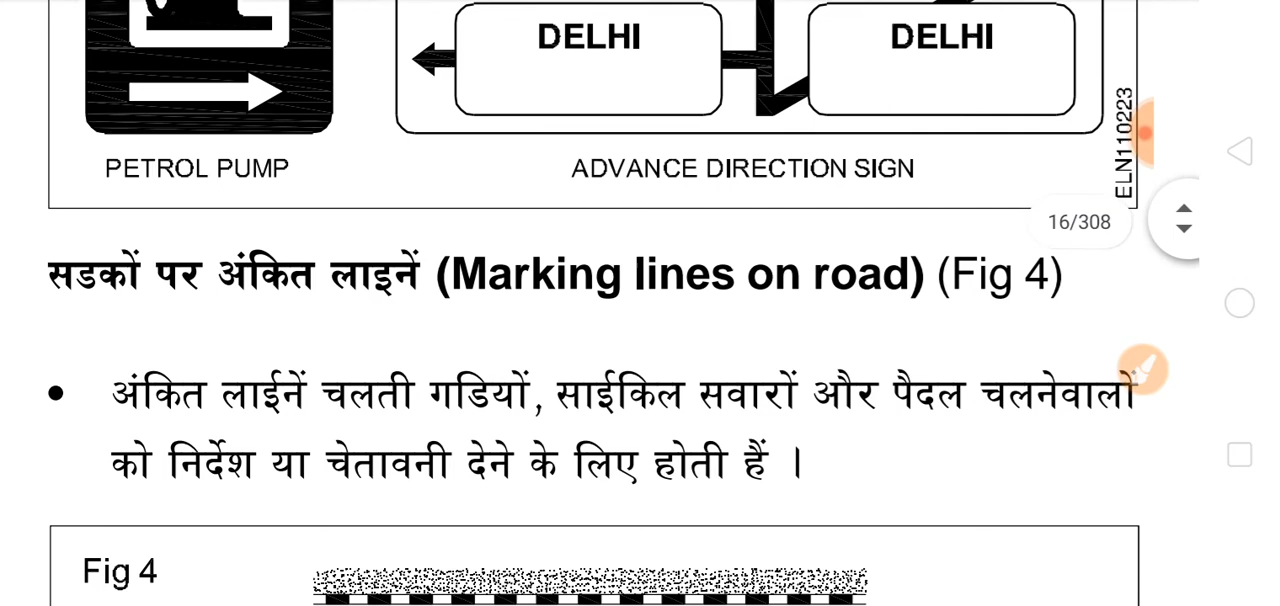 DELHI DELHI
PETROL PUMP ADVANCE DIRECTION SIGN
ELN110223
16/308
सडकों पर अंकित लाइनें (Marking lines on road) (Fig 4)
• अंकित लाईनें चलती गडियों, साईकिल सवारों और पैदल चलनेवालों
को निर्देश या चेतावनी देने के लिए होती हैं ।
Fig 4